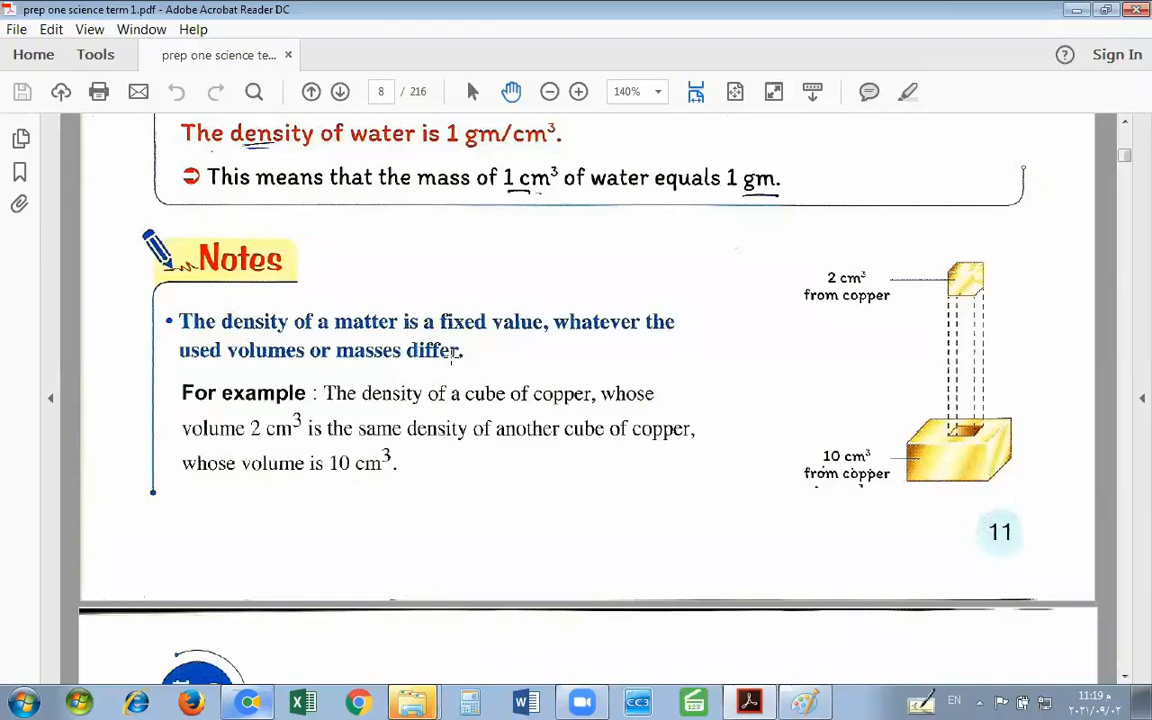 prep one science term 1.pdf - Adobe Acrobat Reader DC
File Edit View Window Help
Home Tools prep one science te... × Sign In
8 / 216 140%
The density of water is 1 gm/cm³.
This means that the mass of 1 cm³ of water equals 1 gm.
Notes
• The density of a matter is a fixed value, whatever the
used volumes or masses differ.
For example : The density of a cube of copper, whose
volume 2 cm³ is the same density of another cube of copper,
whose volume is 10 cm³.
2 cm³
from copper
10 cm³
from copper
11
EN
١١:١٩ م
٢٠٢١/٠٩/٠٢